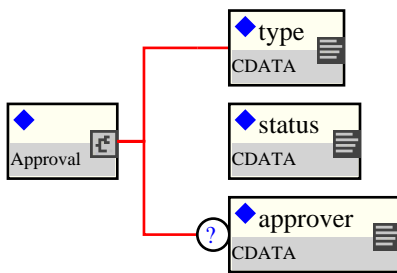 type
CDATA
Approval
status
CDATA
?
approver
CDATA